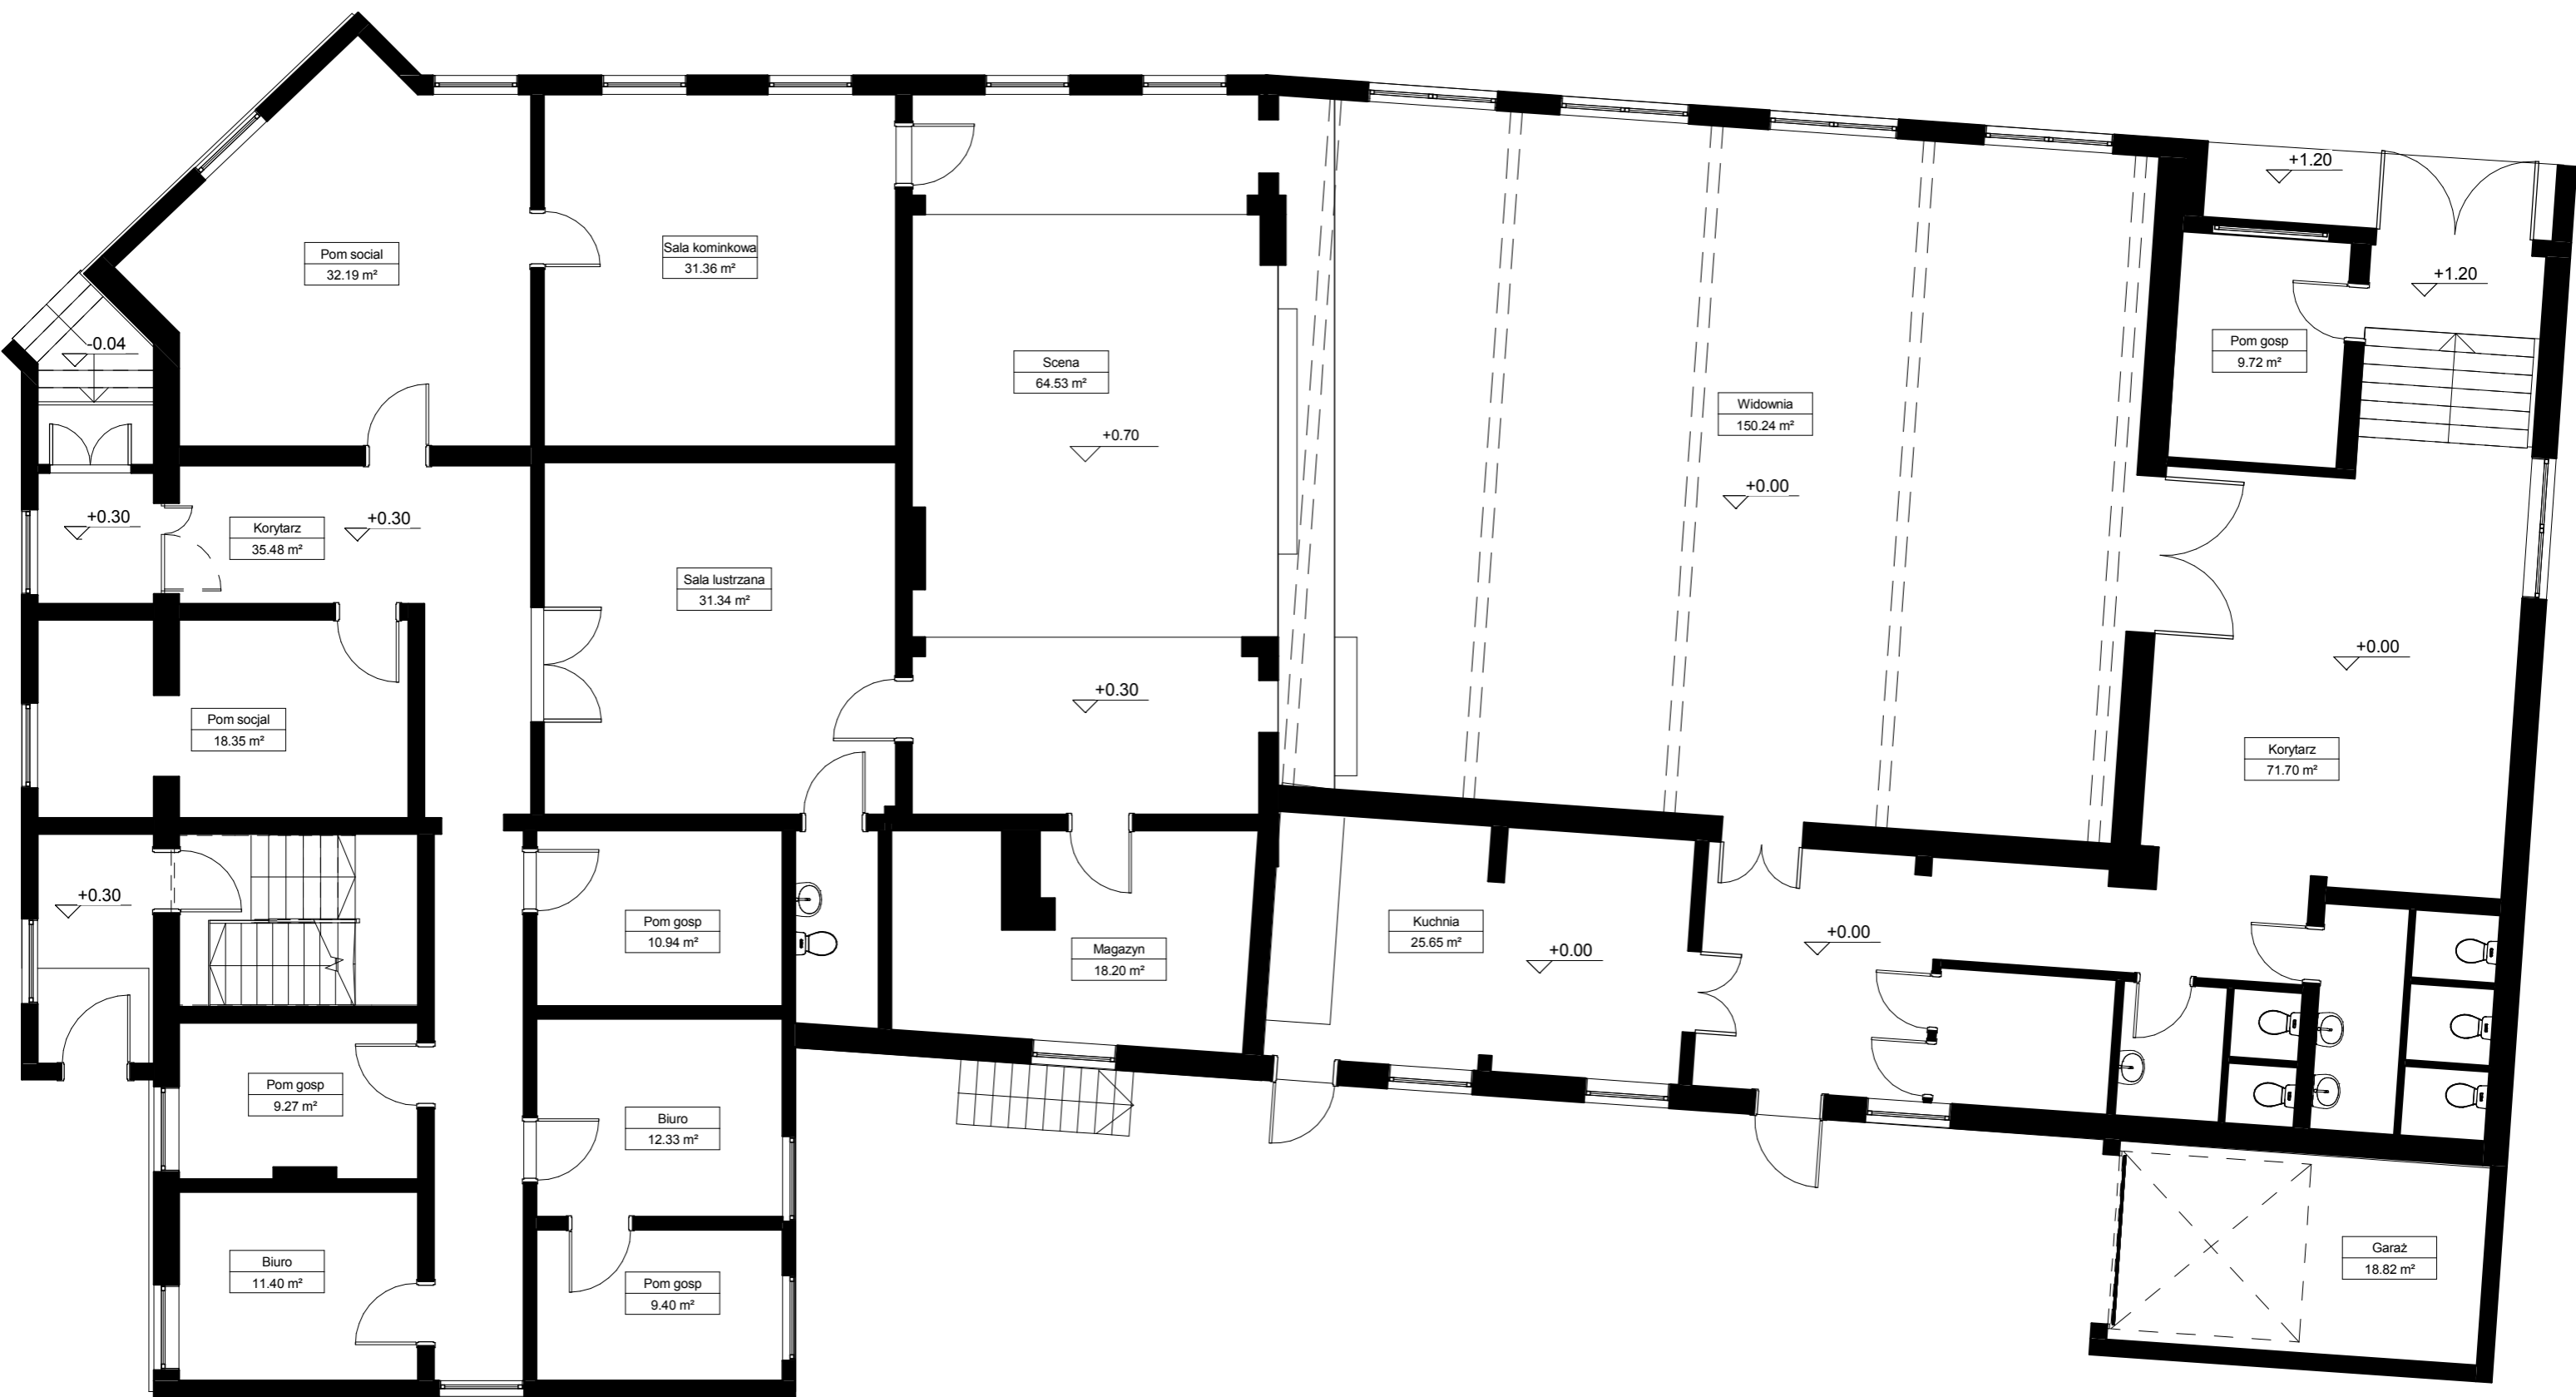 +1.20
Pom social
32.19 m²
Sala kominkowa
31.36 m²
+1.20
-0.04
Scena
64.53 m²
Pom gosp
9.72 m²
Widownia
150.24 m²
+0.70
+0.00
+0.30
Korytarz
35.48 m²
+0.30
Sala lustrzana
31.34 m²
+0.00
+0.30
Pom socjal
18.35 m²
Korytarz
71.70 m²
+0.30
Pom gosp
10.94 m²
Magazyn
18.20 m²
Kuchnia
25.65 m²
+0.00
+0.00
Pom gosp
9.27 m²
Biuro
12.33 m²
Biuro
11.40 m²
Pom gosp
9.40 m²
Garaż
18.82 m²